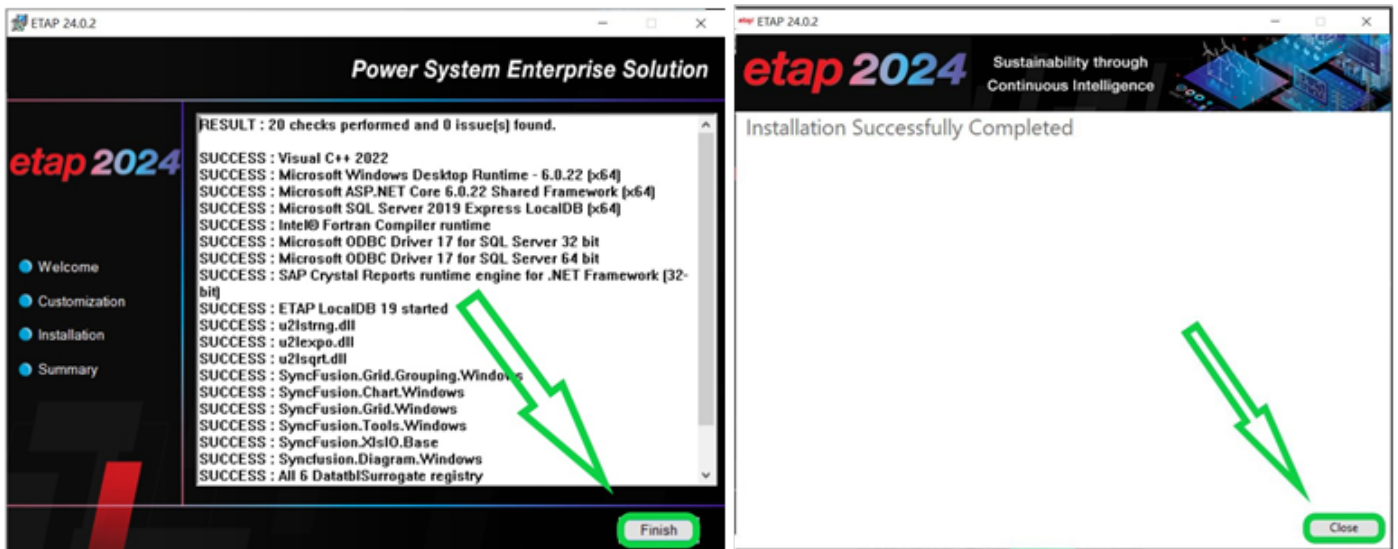 ETAP 24.0.2
Power System Enterprise Solution
etap 2024
Welcome
Customization
Installation
Summary
RESULT : 20 checks performed and 0 issue(s) found.
SUCCESS : Visual C++ 2022
SUCCESS : Microsoft Windows Desktop Runtime - 6.0.22 (x64)
SUCCESS : Microsoft ASP.NET Core 6.0.22 Shared Framework (x64)
SUCCESS : Microsoft SQL Server 2019 Express LocalDB (x64)
SUCCESS : Intel® Fortran Compiler runtime
SUCCESS : Microsoft ODBC Driver 17 for SQL Server 32 bit
SUCCESS : Microsoft ODBC Driver 17 for SQL Server 64 bit
SUCCESS : SAP Crystal Reports runtime engine for .NET Framework (32-
bit)
SUCCESS : ETAP LocalDB 19 started
SUCCESS : u2lstrng.dll
SUCCESS : u2lexpo.dll
SUCCESS : u2lsqrt.dll
SUCCESS : SyncFusion.Grid.Grouping.Windows
SUCCESS : SyncFusion.Chart.Windows
SUCCESS : SyncFusion.Grid.Windows
SUCCESS : SyncFusion.Tools.Windows
SUCCESS : SyncFusion.XlsIO.Base
SUCCESS : Syncfusion.Diagram.Windows
SUCCESS : All 6 DatatblSurrogate registry
Finish
etap ETAP 24.0.2
etap 2024
Sustainability through
Continuous Intelligence
Installation Successfully Completed
Close